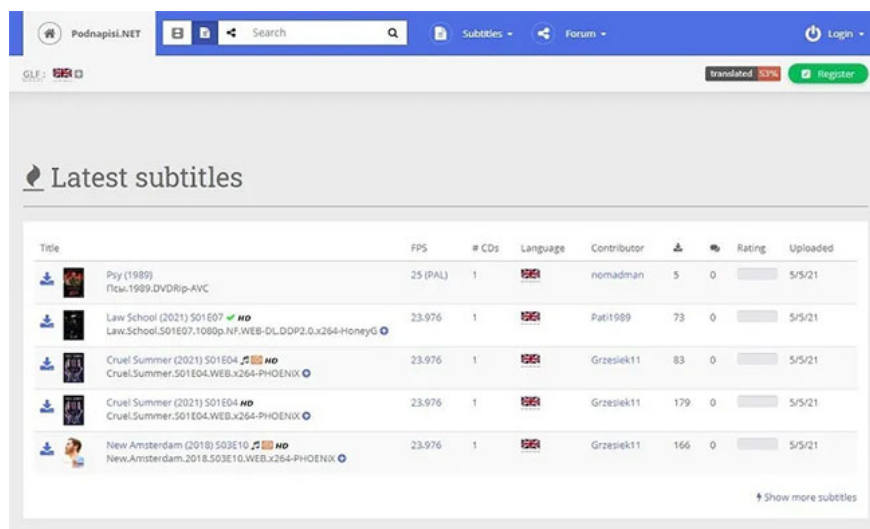 Podnapisi.NET
Search
Subtitles
Forum
Login
GLF:
translated 53%
Register
Latest subtitles
Title FPS # CDs Language Contributor Rating Uploaded
Psy (1989) 25 (PAL) 1 nomadman 5 0 5/5/21
Псы.1989.DVDRip-AVC
Law School (2021) S01E07 HD 23.976 1 Pati1989 73 0 5/5/21
Law.School.S01E07.1080p.NF.WEB-DL.DDP2.0.x264-HoneyG
Cruel Summer (2021) S01E04 HD 23.976 1 Grzesiek11 83 0 5/5/21
Cruel.Summer.S01E04.WEB.x264-PHOENiX
Cruel Summer (2021) S01E04 HD 23.976 1 Grzesiek11 179 0 5/5/21
Cruel.Summer.S01E04.WEB.x264-PHOENiX
New Amsterdam (2018) S03E10 HD 23.976 1 Grzesiek11 166 0 5/5/21
New.Amsterdam.2018.S03E10.WEB.x264-PHOENiX
Show more subtitles